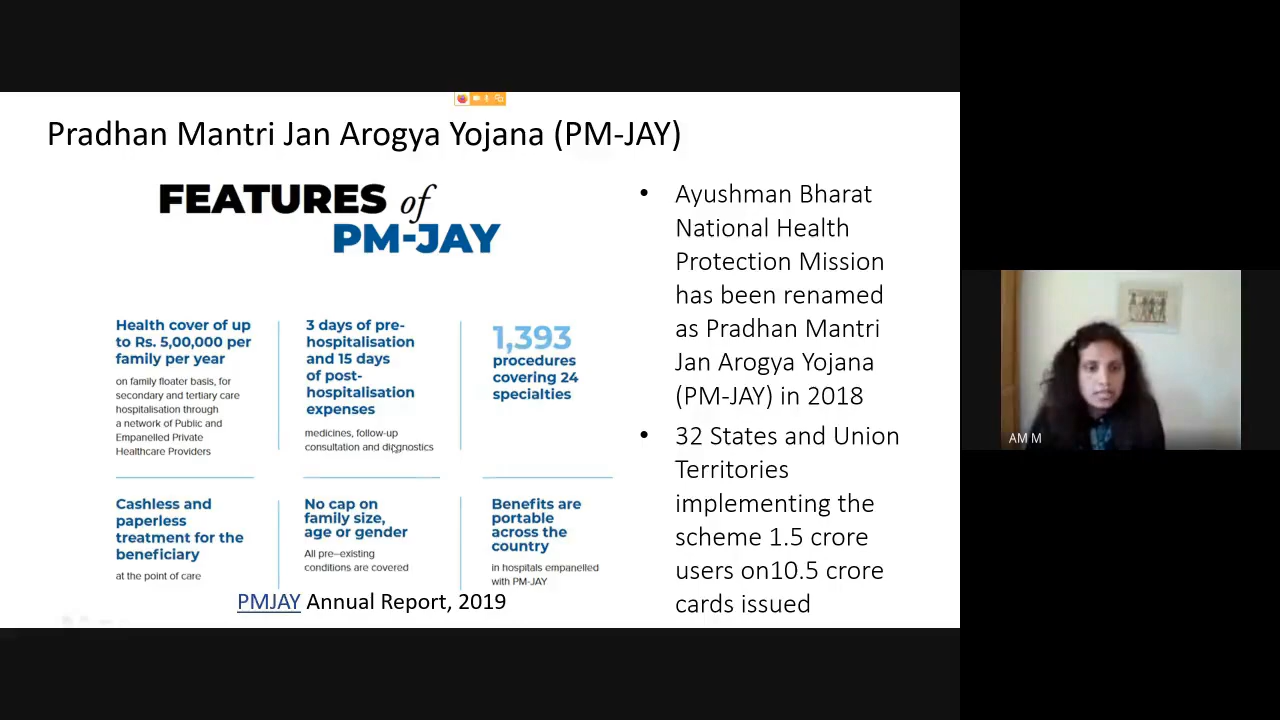 Pradhan Mantri Jan Arogya Yojana (PM-JAY)
FEATURES of
PM-JAY
Health cover of up
to Rs. 5,00,000 per
family per year
on family floater basis, for
secondary and tertiary care
hospitalisation through
a network of Public and
Empanelled Private
Healthcare Providers
3 days of pre-
hospitalisation
and 15 days
of post-
hospitalisation
expenses
medicines, follow-up
consultation and diagnostics
1,393
procedures
covering 24
specialties
Cashless and
paperless
treatment for the
beneficiary
at the point of care
No cap on
family size,
age or gender
All pre–existing
conditions are covered
Benefits are
portable
across the
country
in hospitals empanelled
with PM-JAY
PMJAY Annual Report, 2019
• Ayushman Bharat
National Health
Protection Mission
has been renamed
as Pradhan Mantri
Jan Arogya Yojana
(PM-JAY) in 2018
• 32 States and Union
Territories
implementing the
scheme 1.5 crore
users on10.5 crore
cards issued
AM M